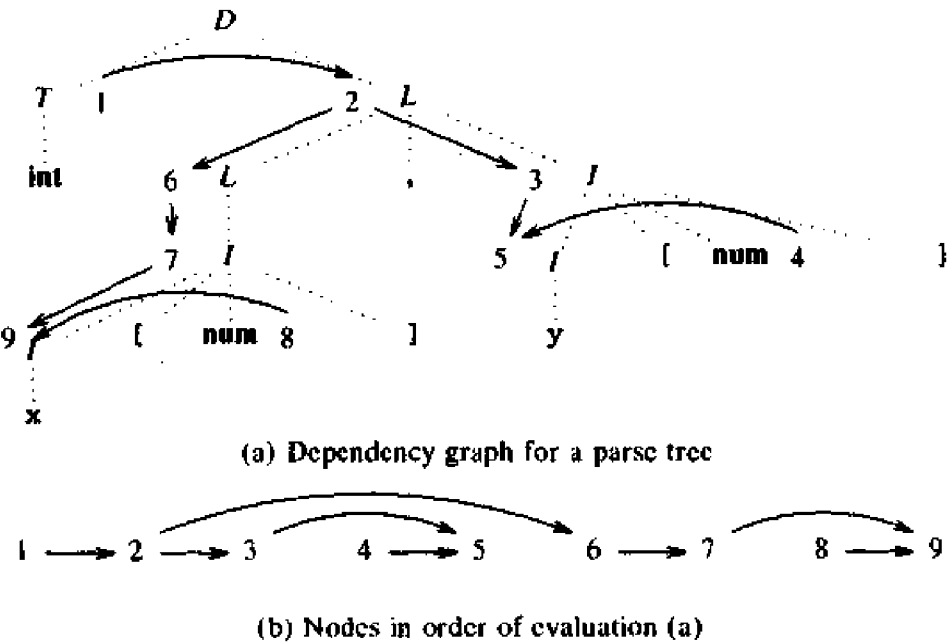 D
T 1 2 L
int 6 L , 3 I
7 I 5 I [ num 4 ]
9 I [ num 8 ] y
x
(a) Dependency graph for a parse tree
1 2 3 4 5 6 7 8 9
(b) Nodes in order of evaluation (a)